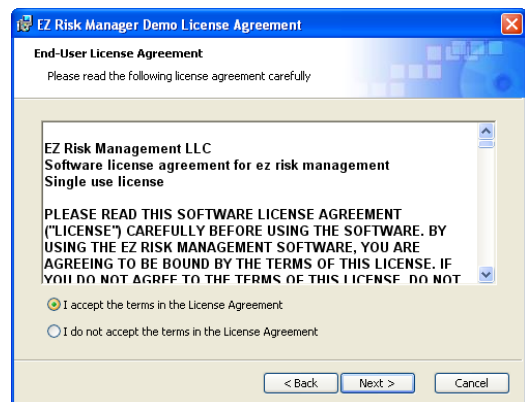 EZ Risk Manager Demo License Agreement
End-User License Agreement
Please read the following license agreement carefully
EZ Risk Management LLC
Software license agreement for ez risk management
Single use license
PLEASE READ THIS SOFTWARE LICENSE AGREEMENT
("LICENSE") CAREFULLY BEFORE USING THE SOFTWARE. BY
USING THE EZ RISK MANAGEMENT SOFTWARE, YOU ARE
AGREEING TO BE BOUND BY THE TERMS OF THIS LICENSE. IF
YOU DO NOT AGREE TO THE TERMS OF THIS LICENSE, DO NOT
I accept the terms in the License Agreement
I do not accept the terms in the License Agreement
< Back Next > Cancel